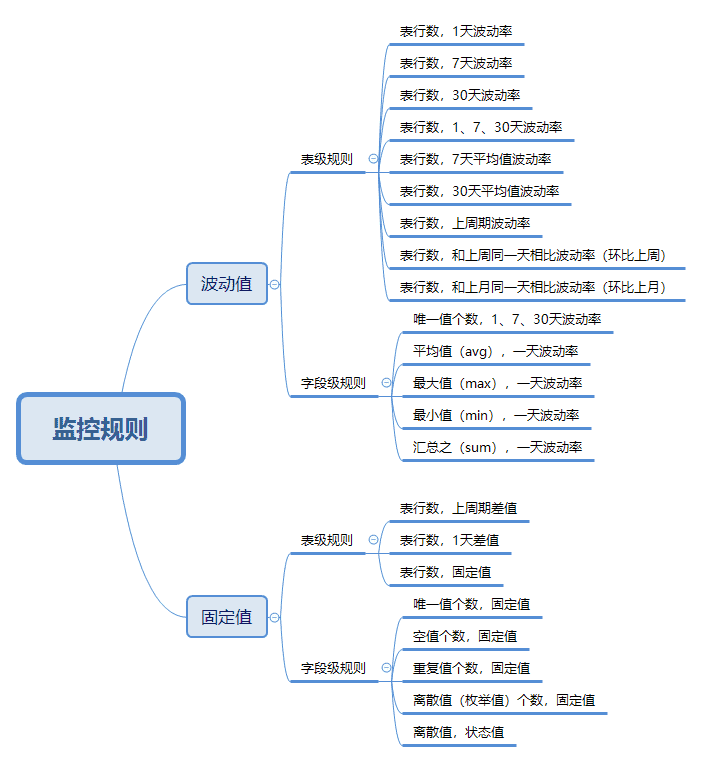 监控规则
波动值
表级规则
表行数，1天波动率
表行数，7天波动率
表行数，30天波动率
表行数，1、7、30天波动率
表行数，7天平均值波动率
表行数，30天平均值波动率
表行数，上周期波动率
表行数，和上周同一天相比波动率（环比上周）
表行数，和上月同一天相比波动率（环比上月）
字段级规则
唯一值个数，1、7、30天波动率
平均值（avg），一天波动率
最大值（max），一天波动率
最小值（min），一天波动率
汇总之（sum），一天波动率
固定值
表级规则
表行数，上周期差值
表行数，1天差值
表行数，固定值
字段级规则
唯一值个数，固定值
空值个数，固定值
重复值个数，固定值
离散值（枚举值）个数，固定值
离散值，状态值